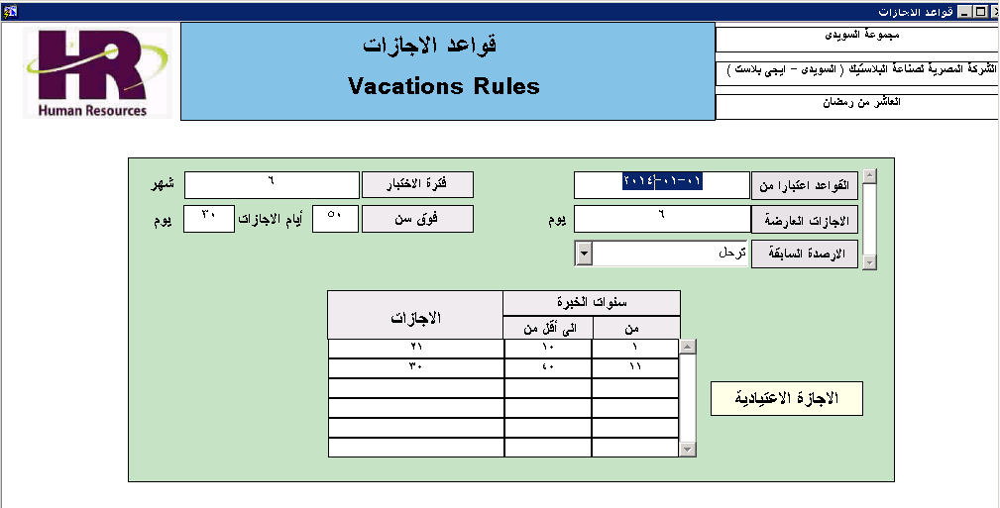 قواعد الاجازات
HR
Human Resources
قواعد الاجازات
Vacations Rules
مجموعة السويدى
الشركة المصرية لصناعة البلاستيك ( السويدى - ايجى بلاست )
العاشر من رمضان
القواعد اعتبارا من ٢٠١٤-٠١-٠١ فترة الاختبار ٦ شهر
الاجازات العارضة ٦ يوم فوق سن ٥٠ أيام الاجازات ٣٠ يوم
الارصدة السابقة ترحل
سنوات الخبرة الاجازات
من الى أقل من
١ ١٠ ٢١
١١ ٤٠ ٣٠
الاجازة الاعتيادية